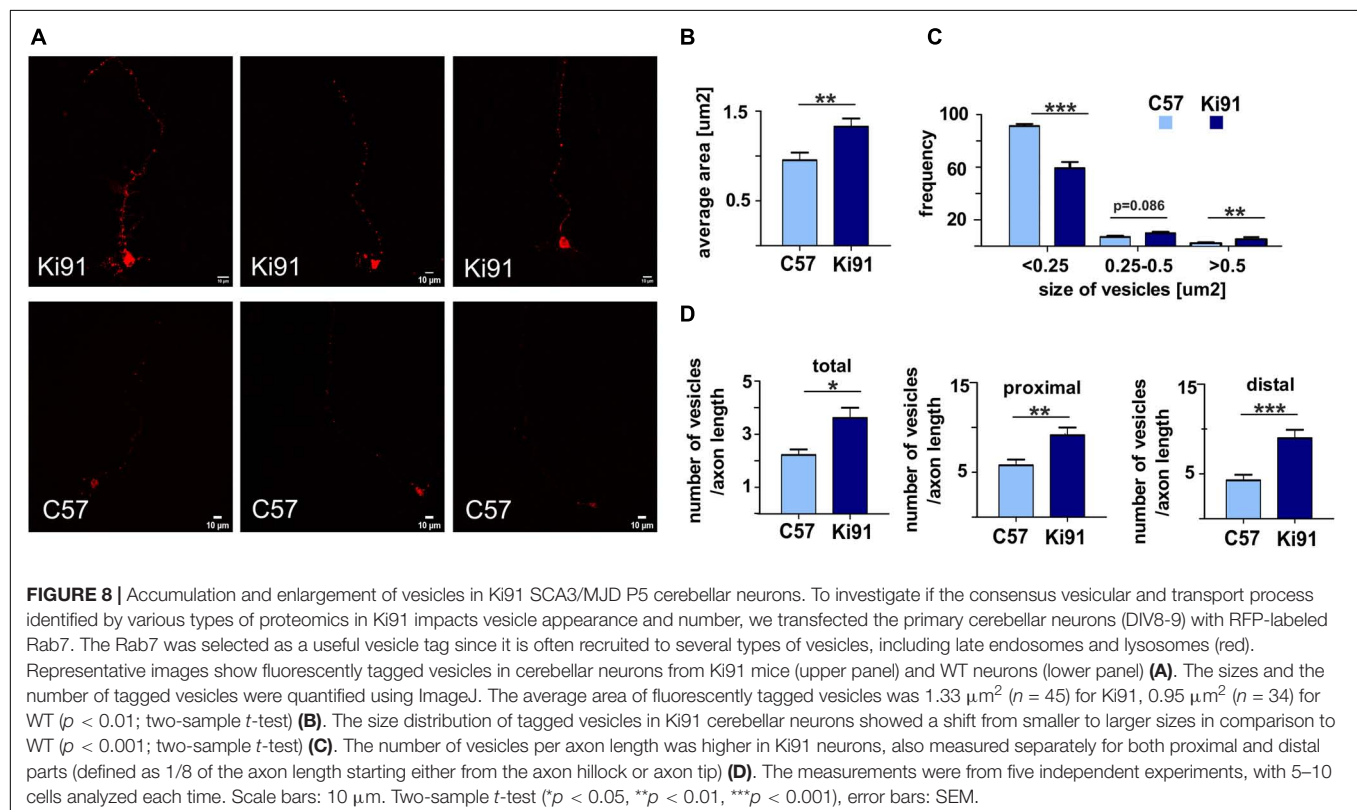 A
Ki91
10 μm
Ki91
10 μm
Ki91
10 μm
C57
10 μm
C57
10 μm
C57
10 μm
B
average area [um2]
1.5
0.5
**
C57 Ki91
C
C57 Ki91
frequency
100
60
20
***
p=0.086
**
<0.25 0.25-0.5 >0.5
size of vesicles [um2]
D
total
number of vesicles
/axon length
5
3
1
*
C57 Ki91
proximal
number of vesicles
/axon length
15
5
**
C57 Ki91
distal
number of vesicles
/axon length
15
5
***
C57 Ki91
FIGURE 8 | Accumulation and enlargement of vesicles in Ki91 SCA3/MJD P5 cerebellar neurons. To investigate if the consensus vesicular and transport process
identified by various types of proteomics in Ki91 impacts vesicle appearance and number, we transfected the primary cerebellar neurons (DIV8-9) with RFP-labeled
Rab7. The Rab7 was selected as a useful vesicle tag since it is often recruited to several types of vesicles, including late endosomes and lysosomes (red).
Representative images show fluorescently tagged vesicles in cerebellar neurons from Ki91 mice (upper panel) and WT neurons (lower panel) (A). The sizes and the
number of tagged vesicles were quantified using ImageJ. The average area of fluorescently tagged vesicles was 1.33 μm² (n = 45) for Ki91, 0.95 μm² (n = 34) for
WT (p < 0.01; two-sample t-test) (B). The size distribution of tagged vesicles in Ki91 cerebellar neurons showed a shift from smaller to larger sizes in comparison to
WT (p < 0.001; two-sample t-test) (C). The number of vesicles per axon length was higher in Ki91 neurons, also measured separately for both proximal and distal
parts (defined as 1/8 of the axon length starting either from the axon hillock or axon tip) (D). The measurements were from five independent experiments, with 5–10
cells analyzed each time. Scale bars: 10 μm. Two-sample t-test (*p < 0.05, **p < 0.01, ***p < 0.001), error bars: SEM.